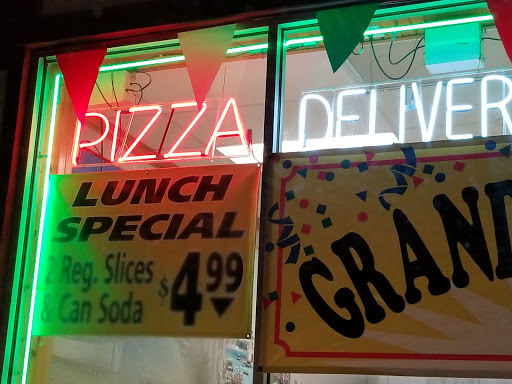 PIZZA
DELIVER
LUNCH
SPECIAL
2 Reg. Slices
& Can Soda
$4.99
GRAND